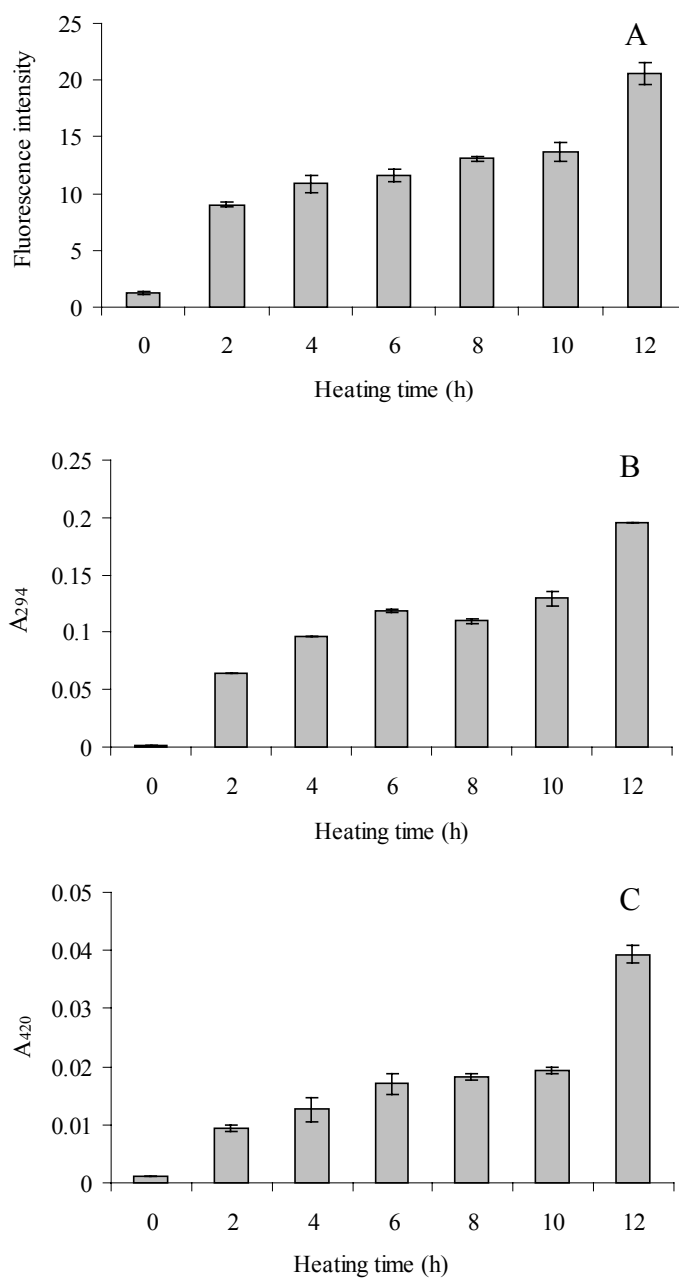 A
Fluorescence intensity
25
20
15
10
5
0
0 2 4 6 8 10 12
Heating time (h)
B
A294
0.25
0.2
0.15
0.1
0.05
0
0 2 4 6 8 10 12
Heating time (h)
C
A420
0.05
0.04
0.03
0.02
0.01
0
0 2 4 6 8 10 12
Heating time (h)